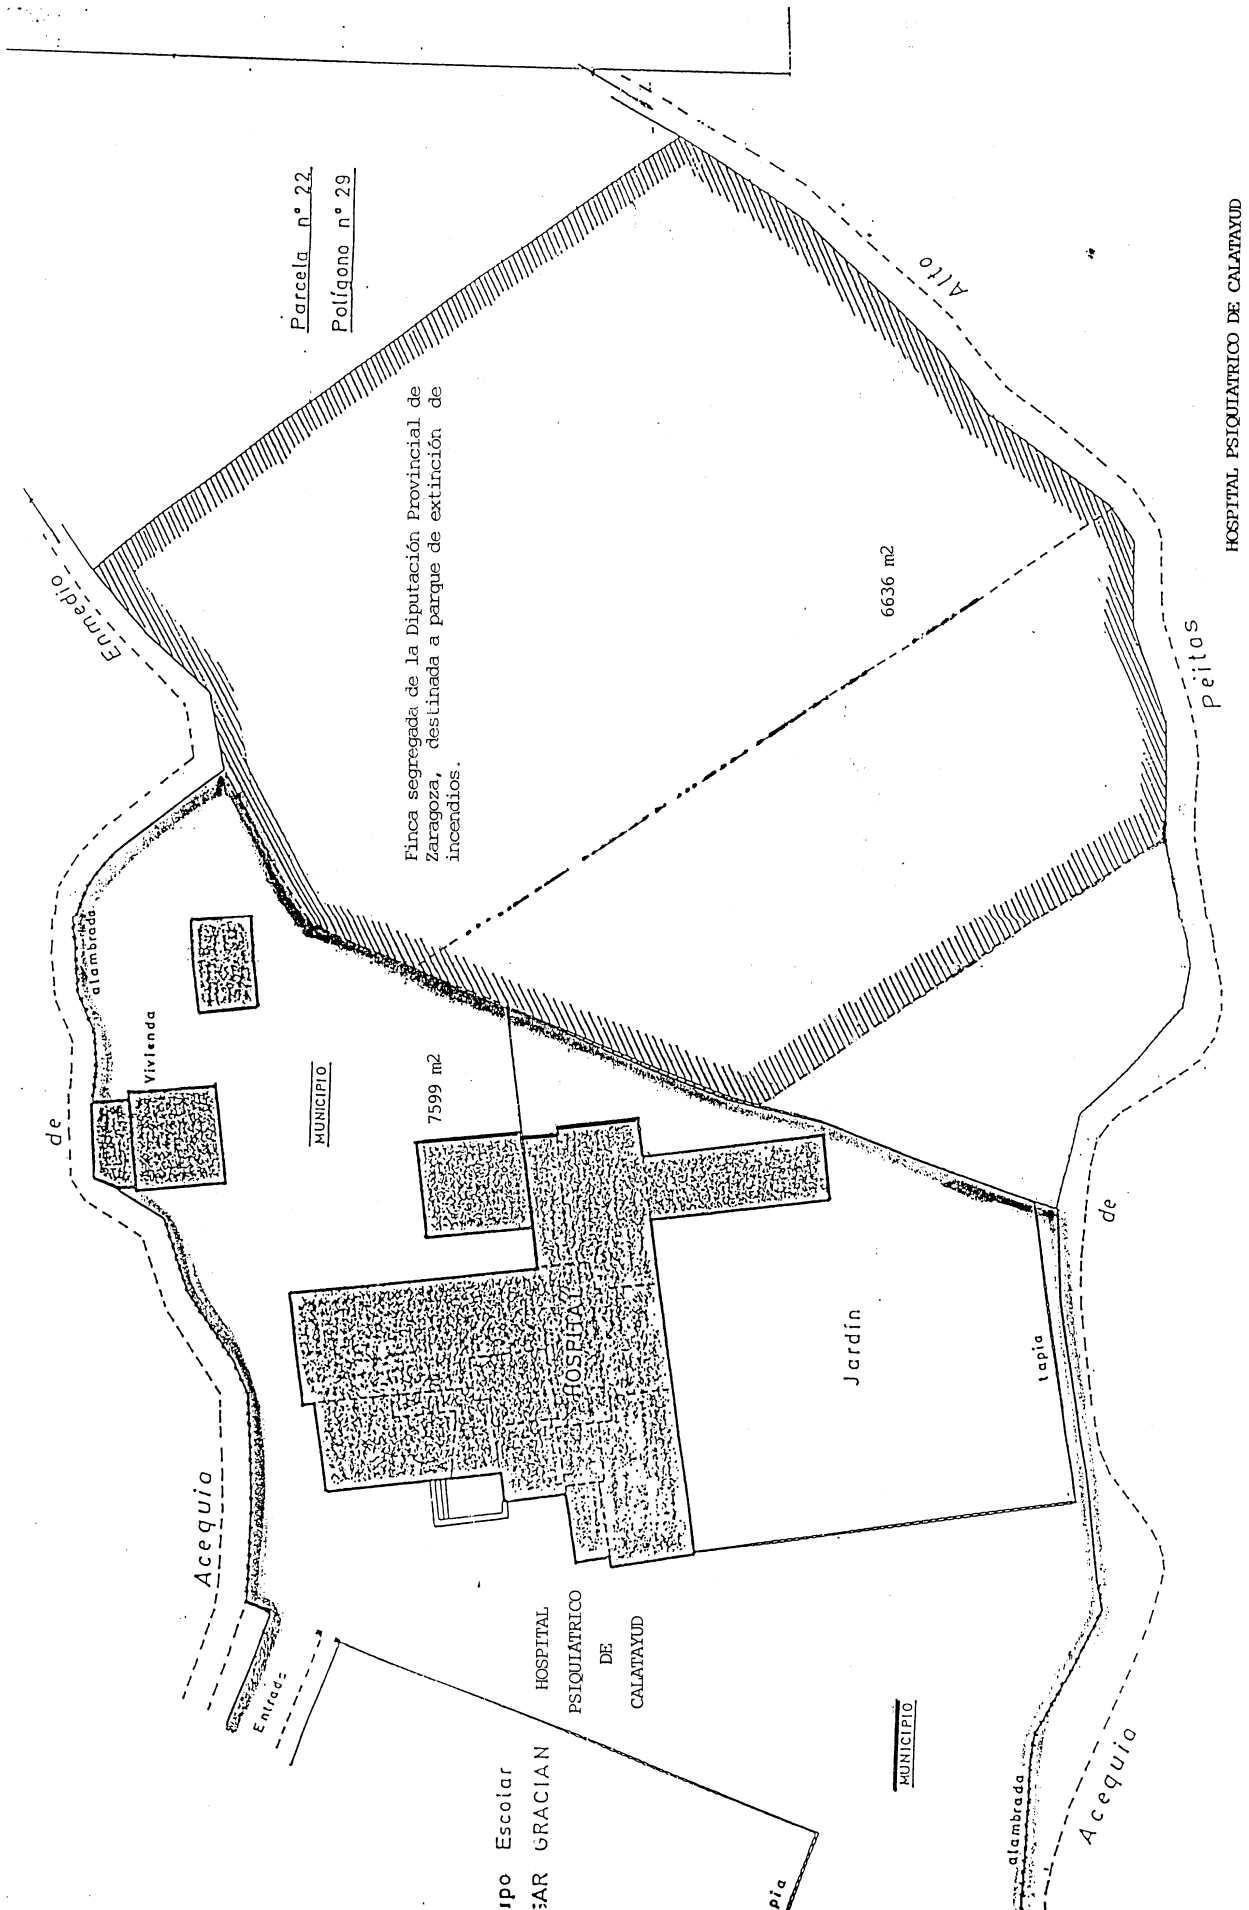 Parcela nº 22
Polígono nº 29
Finca segregada de la Diputación Provincial de
Zaragoza, destinada a parque de extinción de
incendios.
6636 m2
Alto
Peitas
de
Acequia
Enmedio
de
Acequia
alambrada
Vivienda
MUNICIPIO
7599 m2
HOSPITAL
Jardín
tapia
Entrada
HOSPITAL
PSIQUIATRICO
DE
CALATAYUD
Escolar
GRACIAN
MUNICIPIO
alambrada
HOSPITAL PSIQUIATRICO DE CALATAYUD